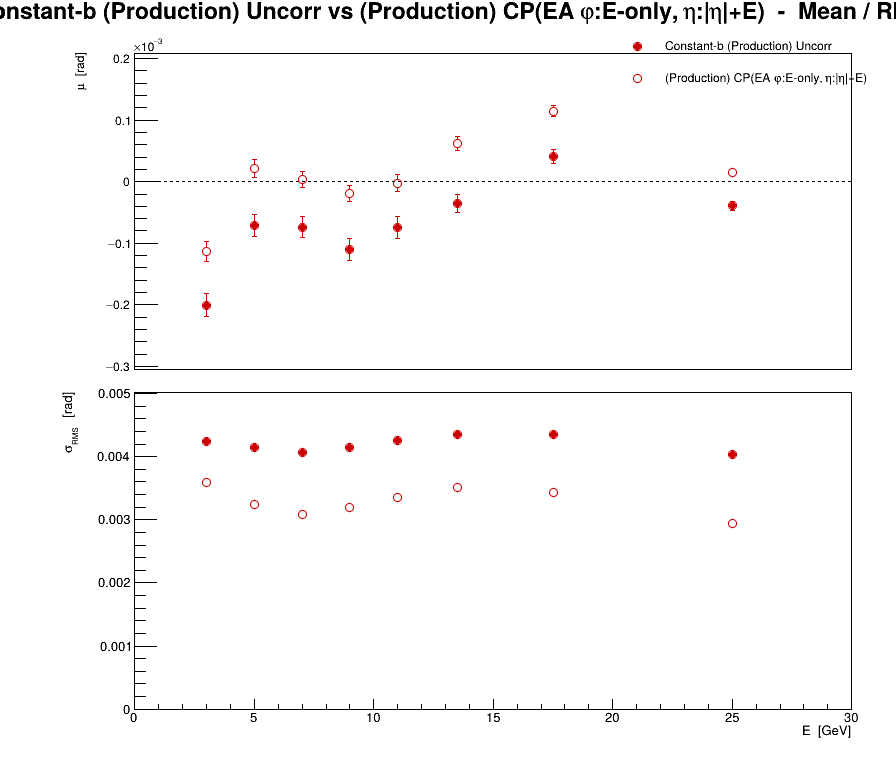 onstant-b (Production) Uncorr vs (Production) CP(EA φ:E-only, η:|η|+E) - Mean / R
×10⁻³
μ [rad]
Constant-b (Production) Uncorr
(Production) CP(EA φ:E-only, η:|η|+E)
0.2
0.1
0
−0.1
−0.2
−0.3
σRMS [rad]
0.005
0.004
0.003
0.002
0.001
0
0 5 10 15 20 25 30
E [GeV]